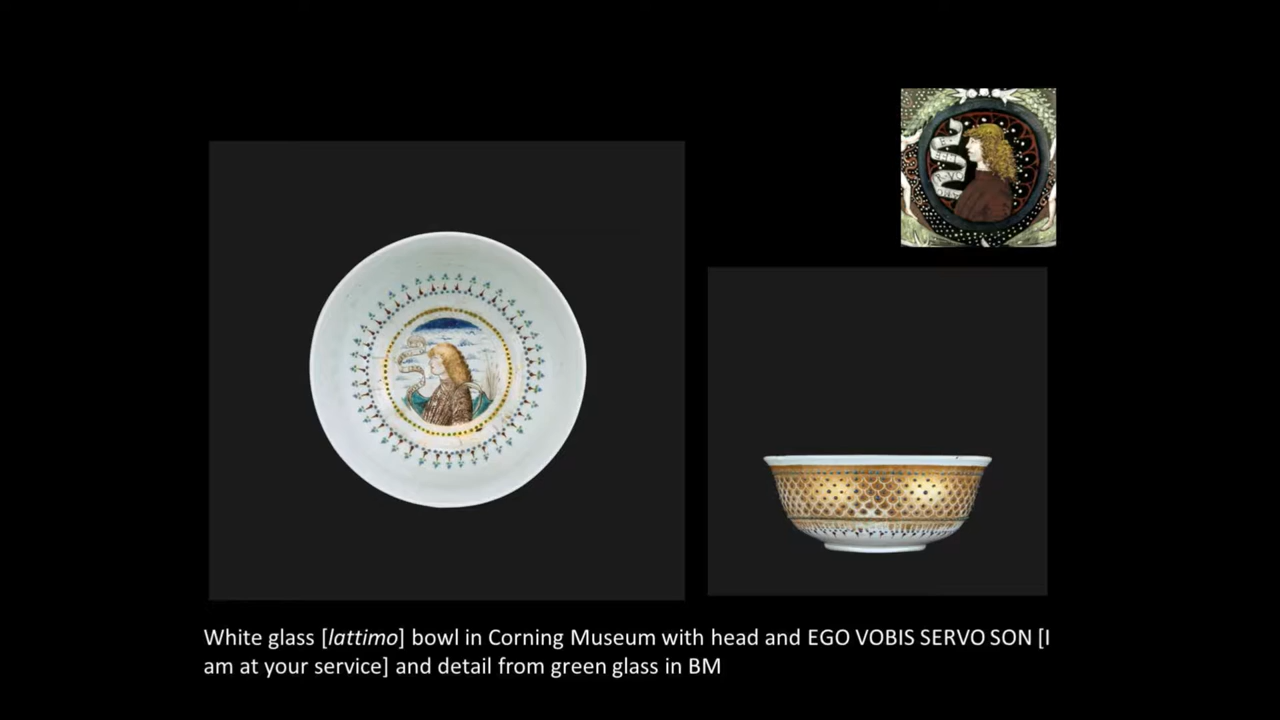 White glass [lattimo] bowl in Corning Museum with head and EGO VOBIS SERVO SON [I
am at your service] and detail from green glass in BM